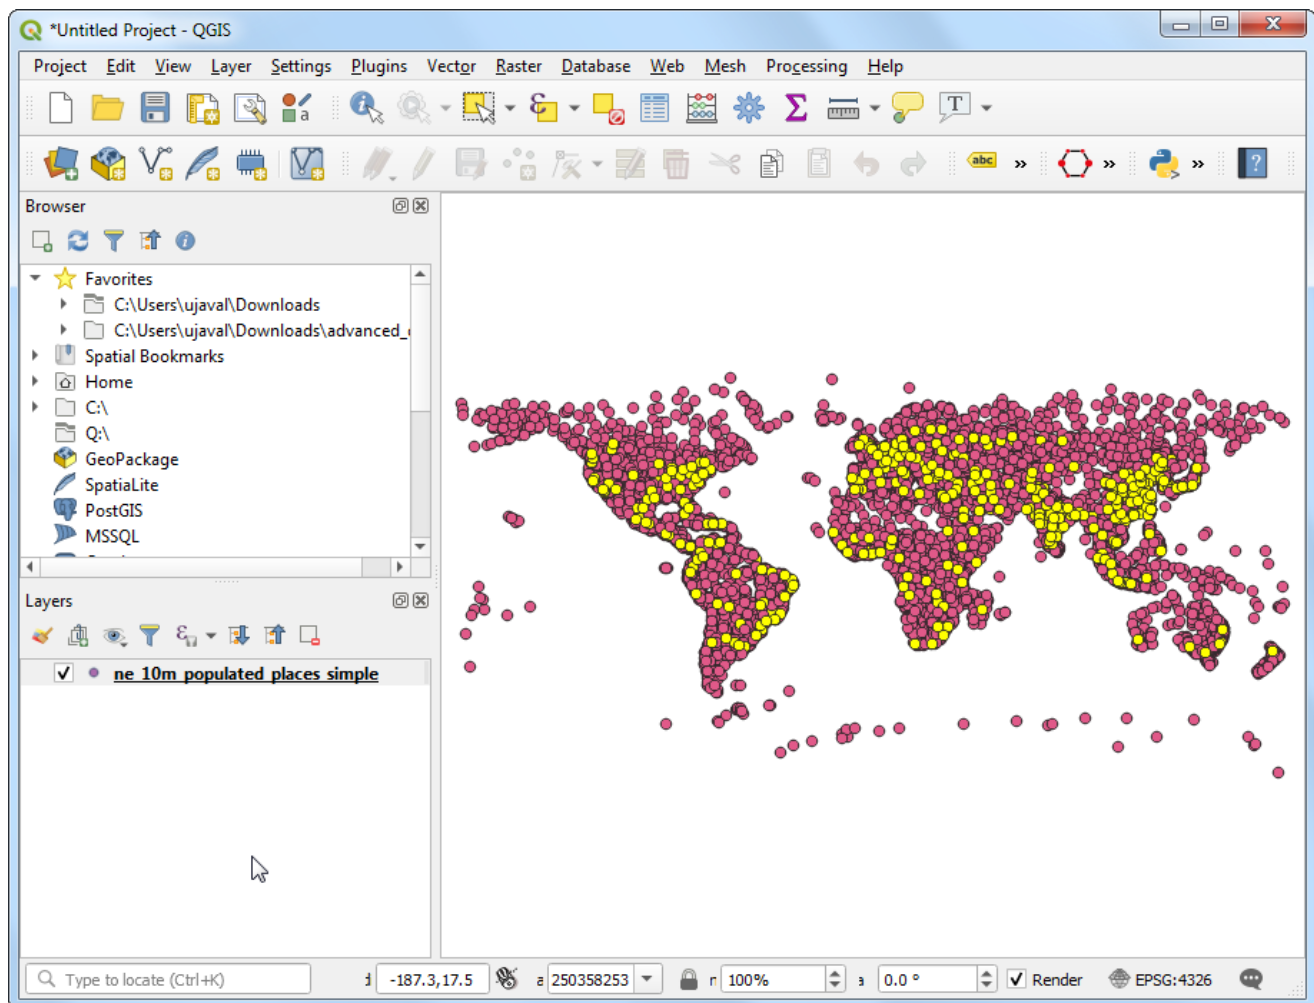 *Untitled Project - QGIS
Project Edit View Layer Settings Plugins Vector Raster Database Web Mesh Processing Help
abc » » »
Browser
Favorites
C:\Users\ujaval\Downloads
C:\Users\ujaval\Downloads\advanced_
Spatial Bookmarks
Home
C:\
Q:\
GeoPackage
SpatiaLite
PostGIS
MSSQL
Layers
ne_10m_populated_places_simple
Type to locate (Ctrl+K) -187.3,17.5 250358253 100% 0.0 ° Render EPSG:4326